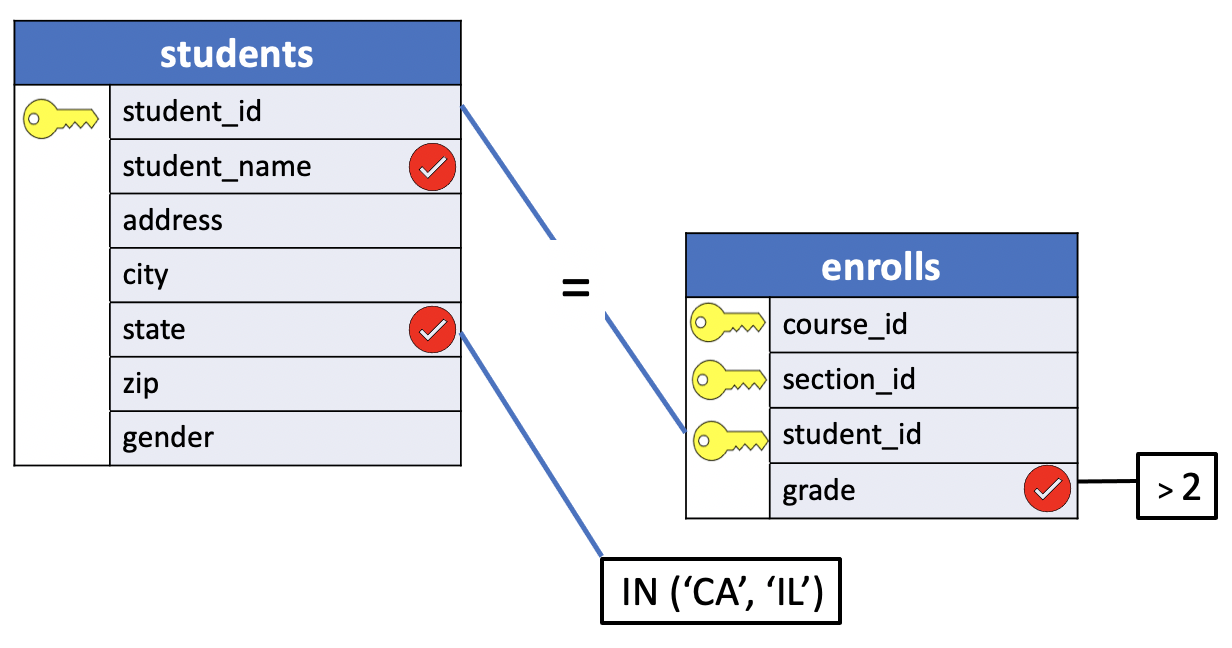 students
student_id
student_name
address
city
state
zip
gender
=
enrolls
course_id
section_id
student_id
grade
> 2
IN (‘CA’, ‘IL’)